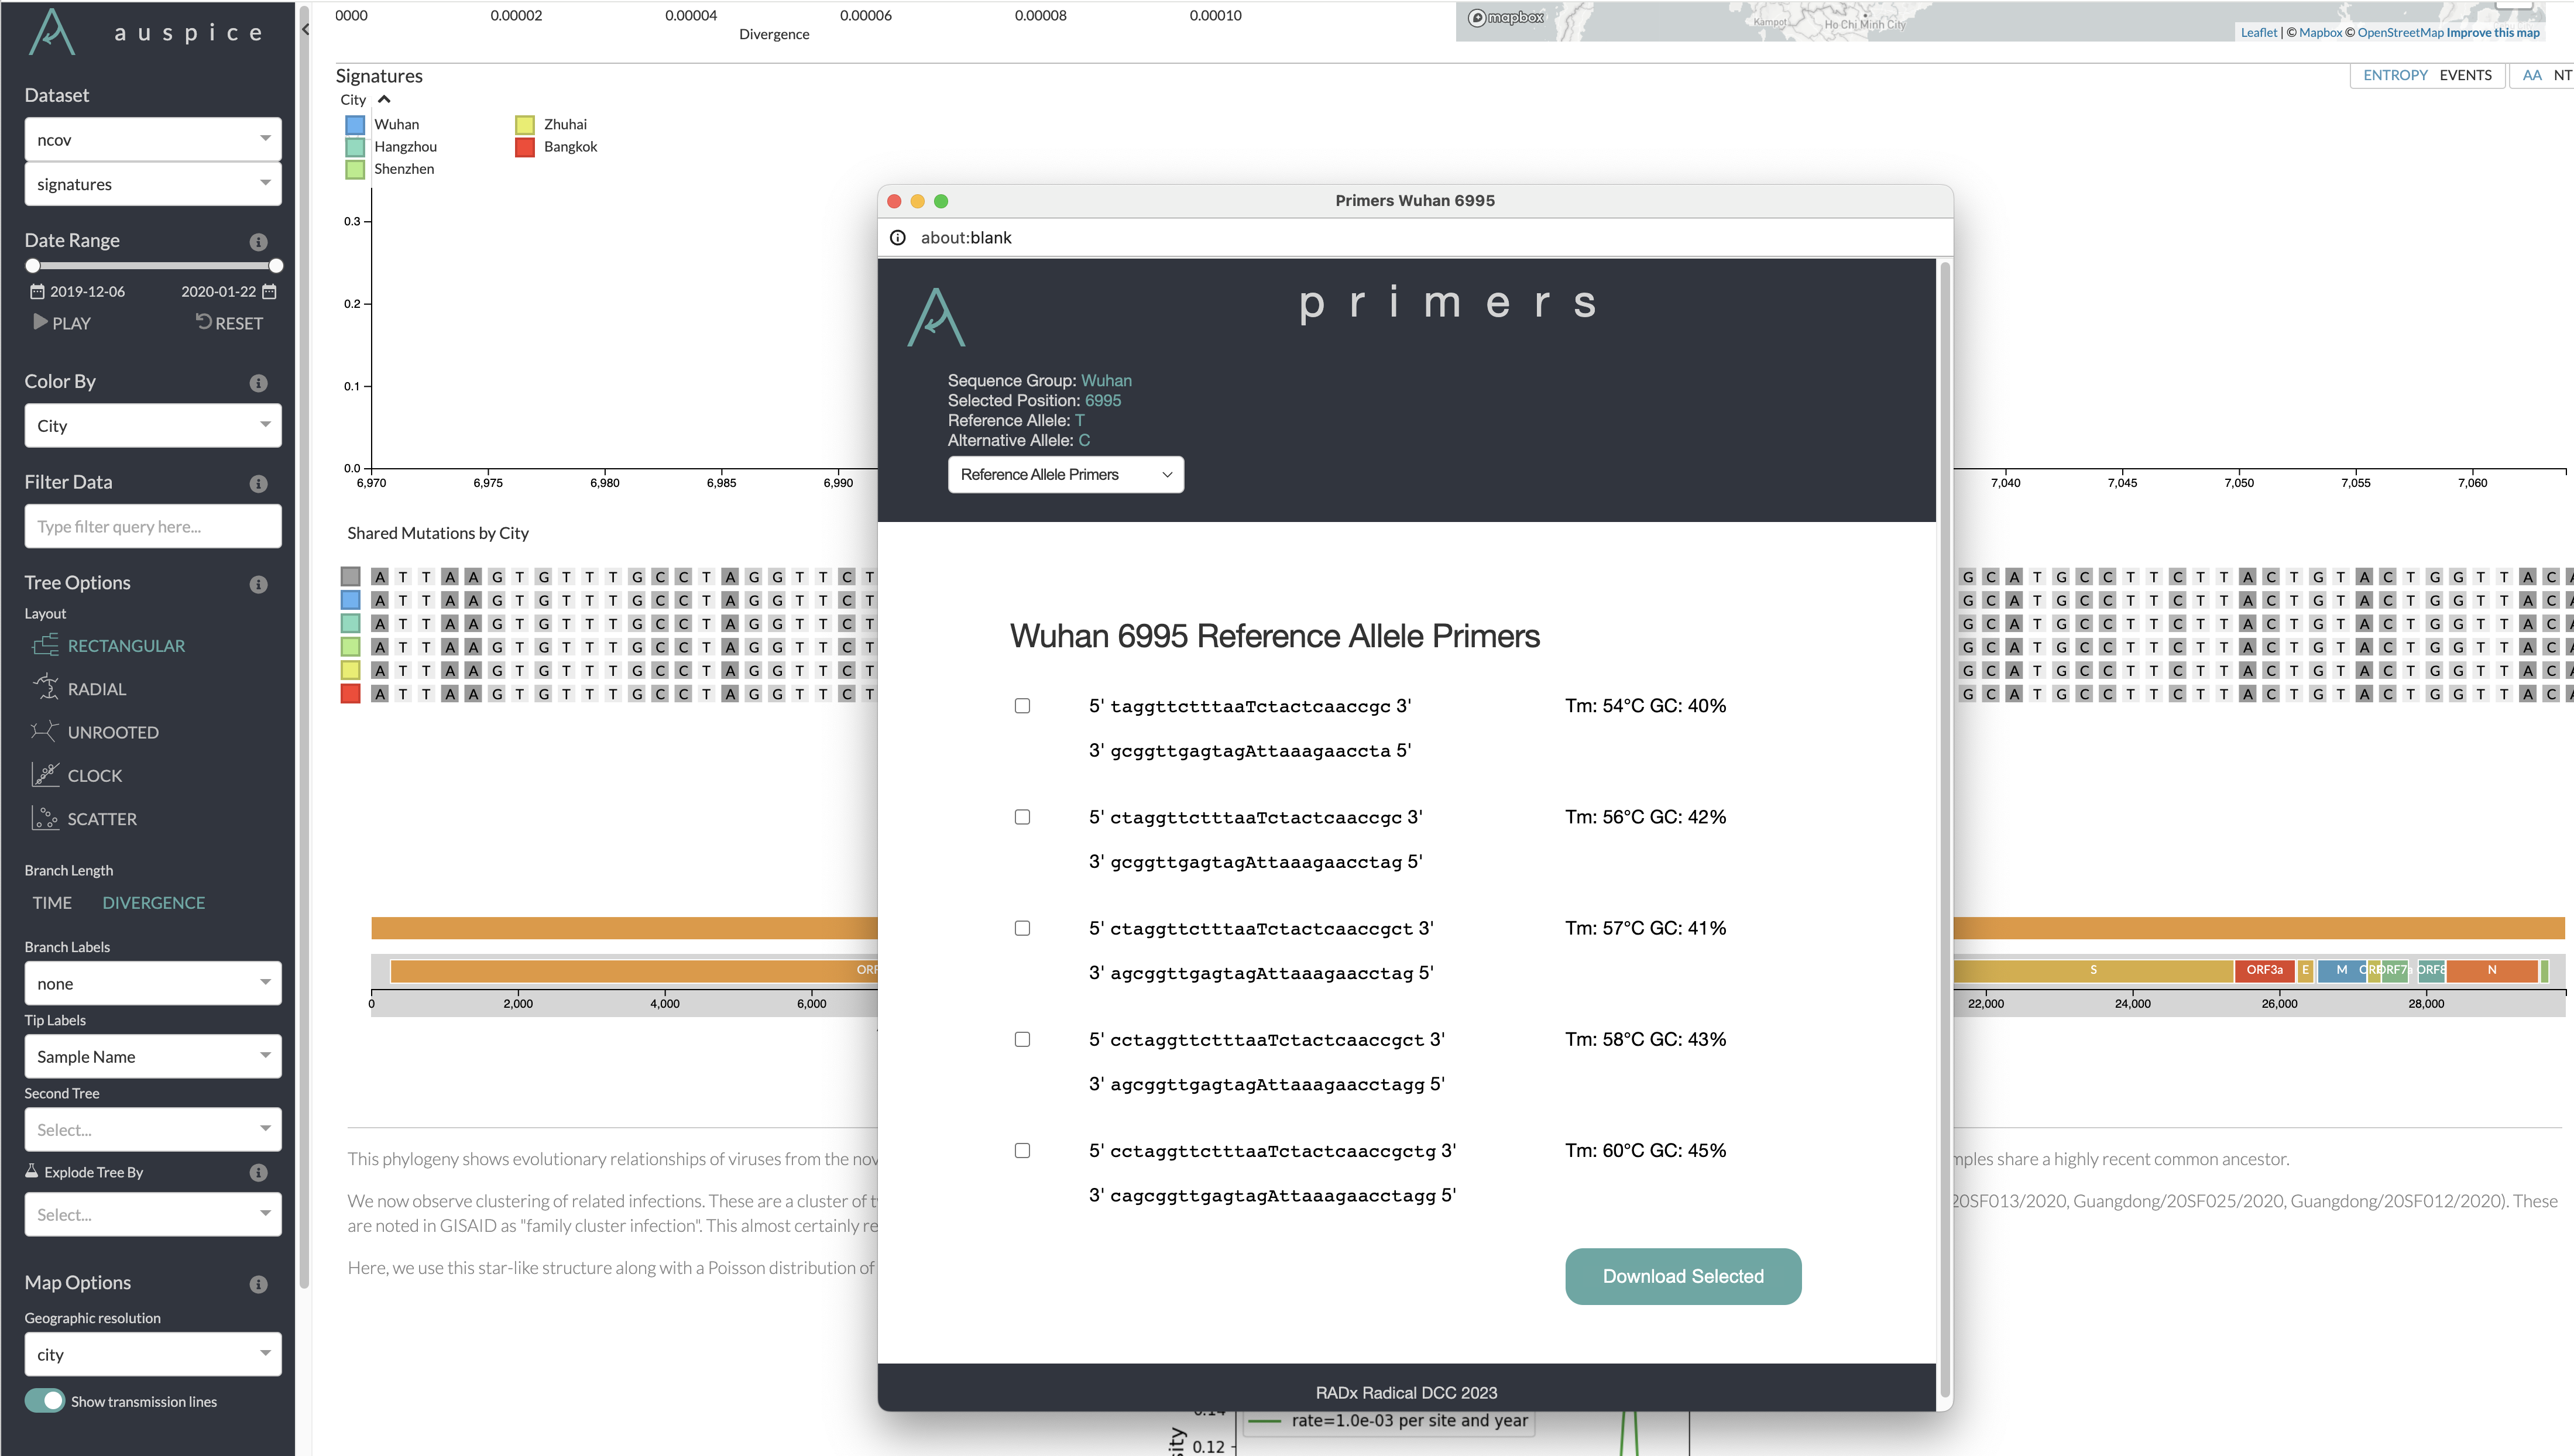 auspice
Dataset
ncov
signatures
Date Range
2019-12-06 2020-01-22
PLAY RESET
Color By
City
Filter Data
Type filter query here...
Tree Options
Layout
RECTANGULAR
RADIAL
UNROOTED
CLOCK
SCATTER
Branch Length
TIME DIVERGENCE
Branch Labels
none
Tip Labels
Sample Name
Second Tree
Select...
Explode Tree By
Select...
Map Options
Geographic resolution
city
Show transmission lines
0000 0.00002 0.00004 0.00006 0.00008 0.00010
Divergence
mapbox
Kampot
Ho Chi Minh City
Leaflet | © Mapbox © OpenStreetMap Improve this map
Signatures
ENTROPY EVENTS AA NT
City
Wuhan Zhuhai
Hangzhou Bangkok
Shenzhen
0.3
0.2
0.1
0.0
6,970 6,975 6,980 6,985 6,990 7,040 7,045 7,050 7,055 7,060
Shared Mutations by City
A T T A A G T G T T T G C C T A G G T T C T G C A T G C C T T C T T A C T G T A C T G G T T A C A
A T T A A G T G T T T G C C T A G G T T C T G C A T G C C T T C T T A C T G T A C T G G T T A C A
A T T A A G T G T T T G C C T A G G T T C T G C A T G C C T T C T T A C T G T A C T G G T T A C A
A T T A A G T G T T T G C C T A G G T T C T G C A T G C C T T C T T A C T G T A C T G G T T A C A
A T T A A G T G T T T G C C T A G G T T C T G C A T G C C T T C T T A C T G T A C T G G T T A C A
A T T A A G T G T T T G C C T A G G T T C T G C A T G C C T T C T T A C T G T A C T G G T T A C A
ORF S ORF3a E M ORF7a ORF8 N
0 2,000 4,000 6,000 22,000 24,000 26,000 28,000
This phylogeny shows evolutionary relationships of viruses from the nov mples share a highly recent common ancestor.
We now observe clustering of related infections. These are a cluster of t 20SF013/2020, Guangdong/20SF025/2020, Guangdong/20SF012/2020). These
are noted in GISAID as "family cluster infection". This almost certainly re
Here, we use this star-like structure along with a Poisson distribution of
Primers Wuhan 6995
about:blank
primers
Sequence Group: Wuhan
Selected Position: 6995
Reference Allele: T
Alternative Allele: C
Reference Allele Primers
Wuhan 6995 Reference Allele Primers
5' taggttctttaaTctactcaaccgc 3' Tm: 54°C GC: 40%
3' gcggttgagtagAttaaagaaccta 5'
5' ctaggttctttaaTctactcaaccgc 3' Tm: 56°C GC: 42%
3' gcggttgagtagAttaaagaacctag 5'
5' ctaggttctttaaTctactcaaccgct 3' Tm: 57°C GC: 41%
3' agcggttgagtagAttaaagaacctag 5'
5' cctaggttctttaaTctactcaaccgct 3' Tm: 58°C GC: 43%
3' agcggttgagtagAttaaagaacctagg 5'
5' cctaggttctttaaTctactcaaccgctg 3' Tm: 60°C GC: 45%
3' cagcggttgagtagAttaaagaacctagg 5'
Download Selected
RADx Radical DCC 2023
0.14
rate=1.0e-03 per site and year
0.12